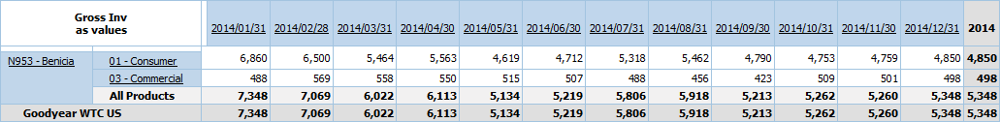 Gross Inv
as values
2014/01/31 2014/02/28 2014/03/31 2014/04/30 2014/05/31 2014/06/30 2014/07/31 2014/08/31 2014/09/30 2014/10/31 2014/11/30 2014/12/31 2014
N953 - Benicia 01 - Consumer 6,860 6,500 5,464 5,563 4,619 4,712 5,318 5,462 4,790 4,753 4,759 4,850 4,850
03 - Commercial 488 569 558 550 515 507 488 456 423 509 501 498 498
All Products 7,348 7,069 6,022 6,113 5,134 5,219 5,806 5,918 5,213 5,262 5,260 5,348 5,348
Goodyear WTC US 7,348 7,069 6,022 6,113 5,134 5,219 5,806 5,918 5,213 5,262 5,260 5,348 5,348